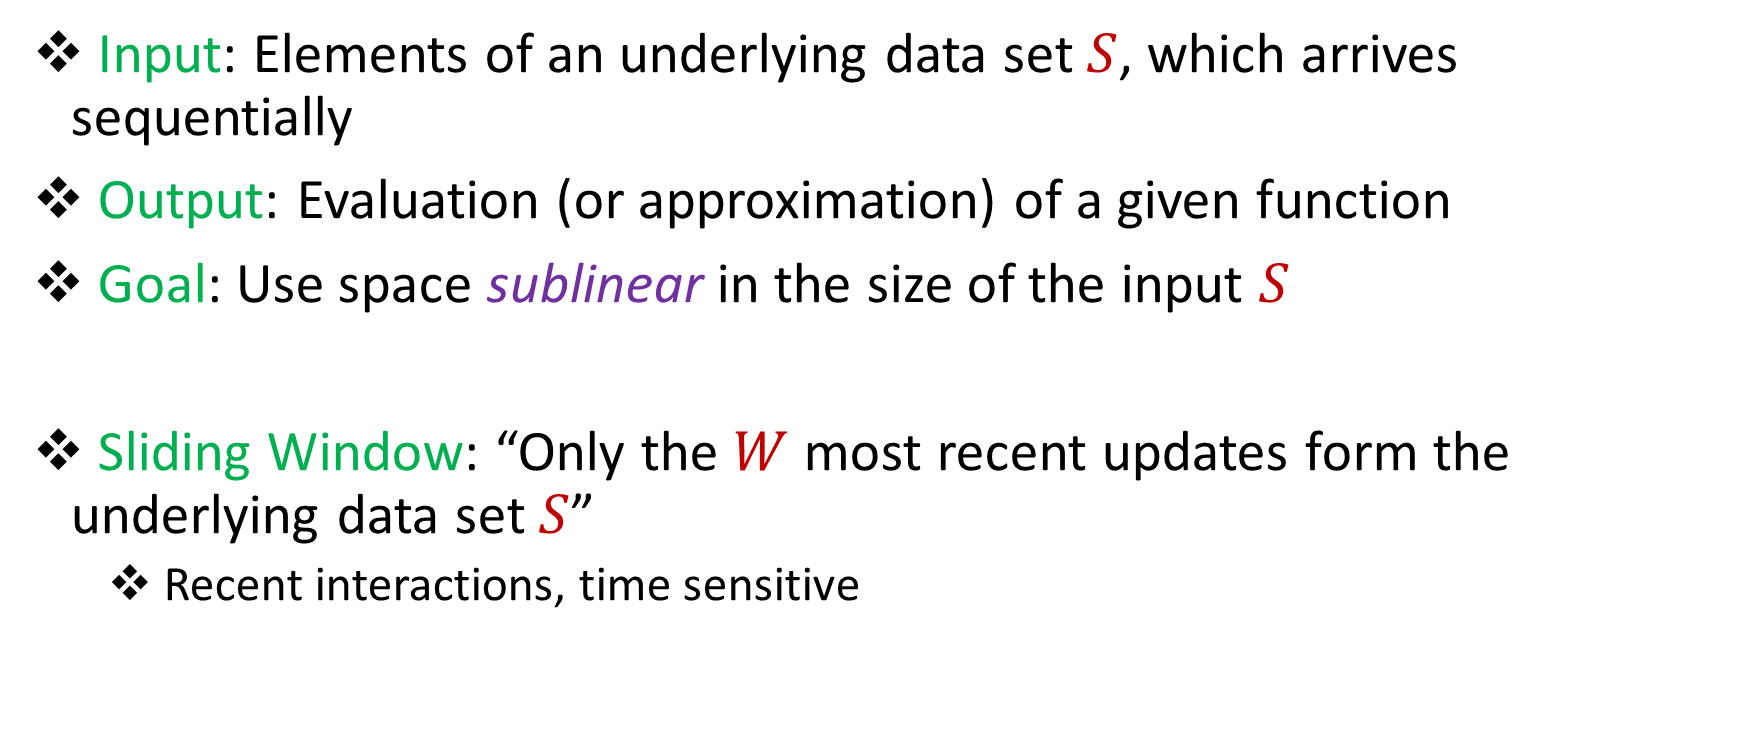 ❖ Input: Elements of an underlying data set S, which arrives
sequentially
❖ Output: Evaluation (or approximation) of a given function
❖ Goal: Use space sublinear in the size of the input S
❖ Sliding Window: “Only the W most recent updates form the
underlying data set S”
❖ Recent interactions, time sensitive